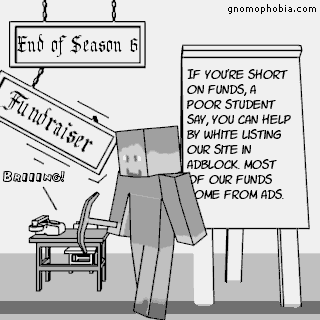 gnomophobia.com
End of Season 6
Fundraiser
IF YOU'RE SHORT
ON FUNDS, A
POOR STUDENT
SAY, YOU CAN HELP
BY WHITE LISTING
OUR SITE IN
ADBLOCK. MOST
OF OUR FUNDS
COME FROM ADS.
BRIIING!